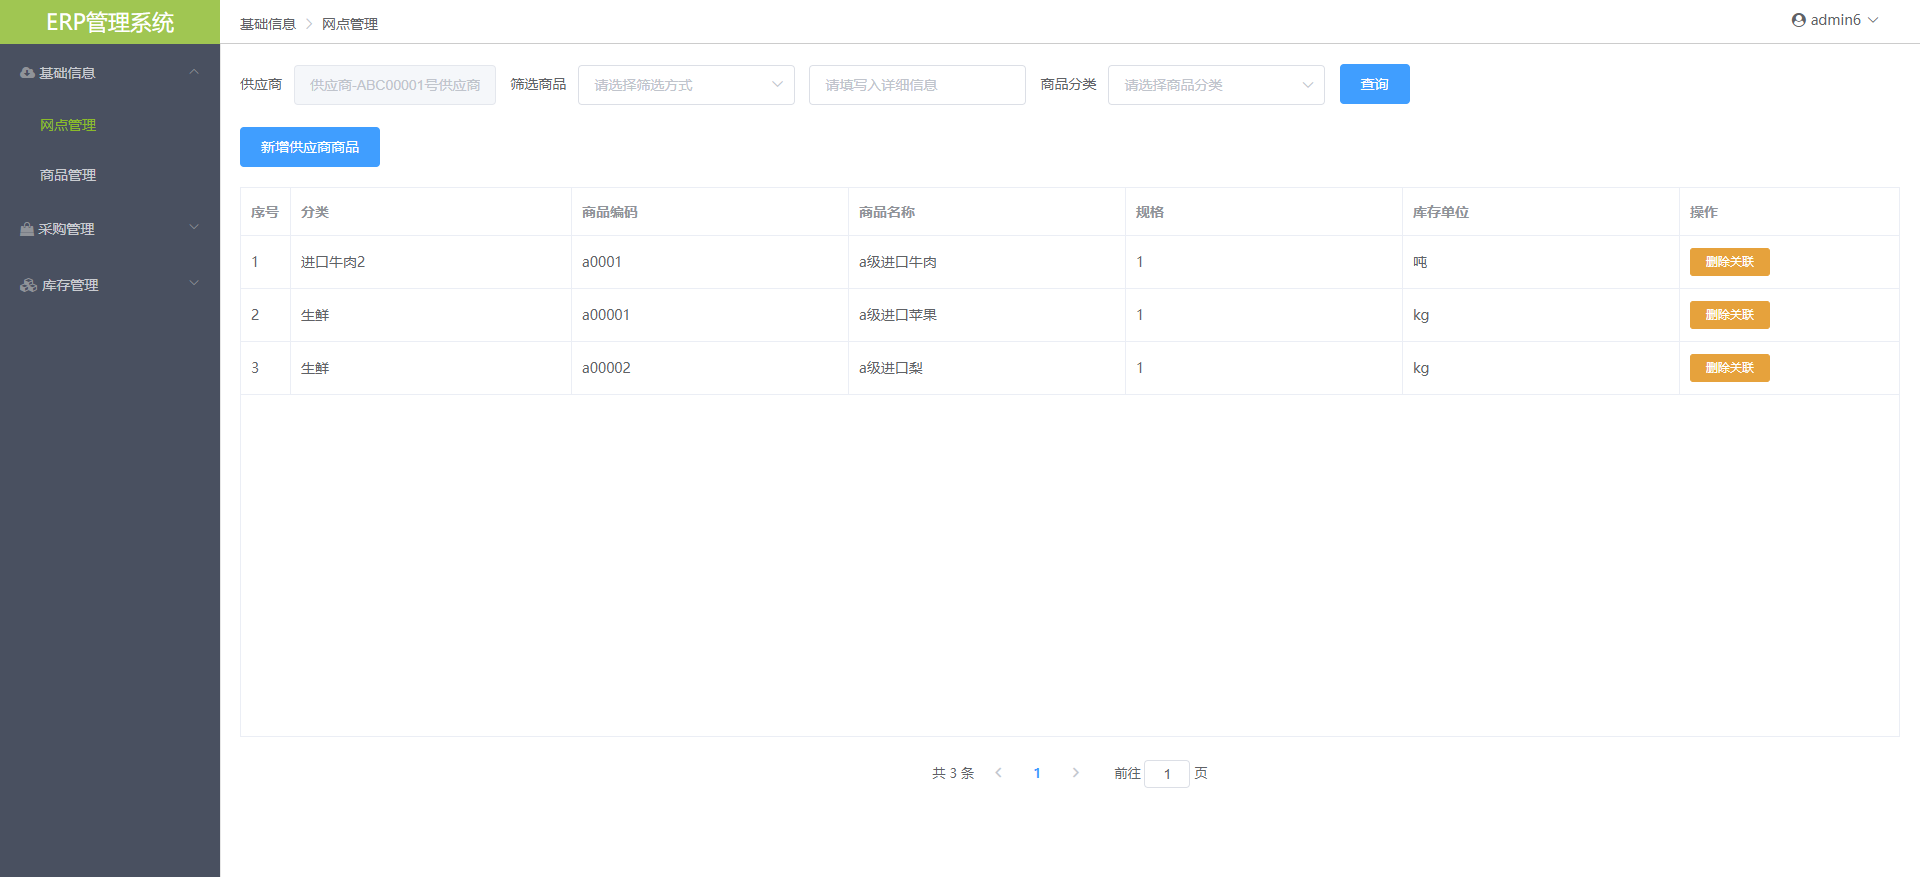 ERP管理系统
基础信息 网点管理
admin6
基础信息
网点管理
商品管理
采购管理
库存管理
供应商 供应商-ABC00001号供应商 筛选商品 请选择筛选方式 请填写入详细信息 商品分类 请选择商品分类 查询
新增供应商商品
序号 分类 商品编码 商品名称 规格 库存单位 操作
1 进口牛肉2 a0001 a级进口牛肉 1 吨 删除关联
2 生鲜 a00001 a级进口苹果 1 kg 删除关联
3 生鲜 a00002 a级进口梨 1 kg 删除关联
共 3 条 1 前往 1 页